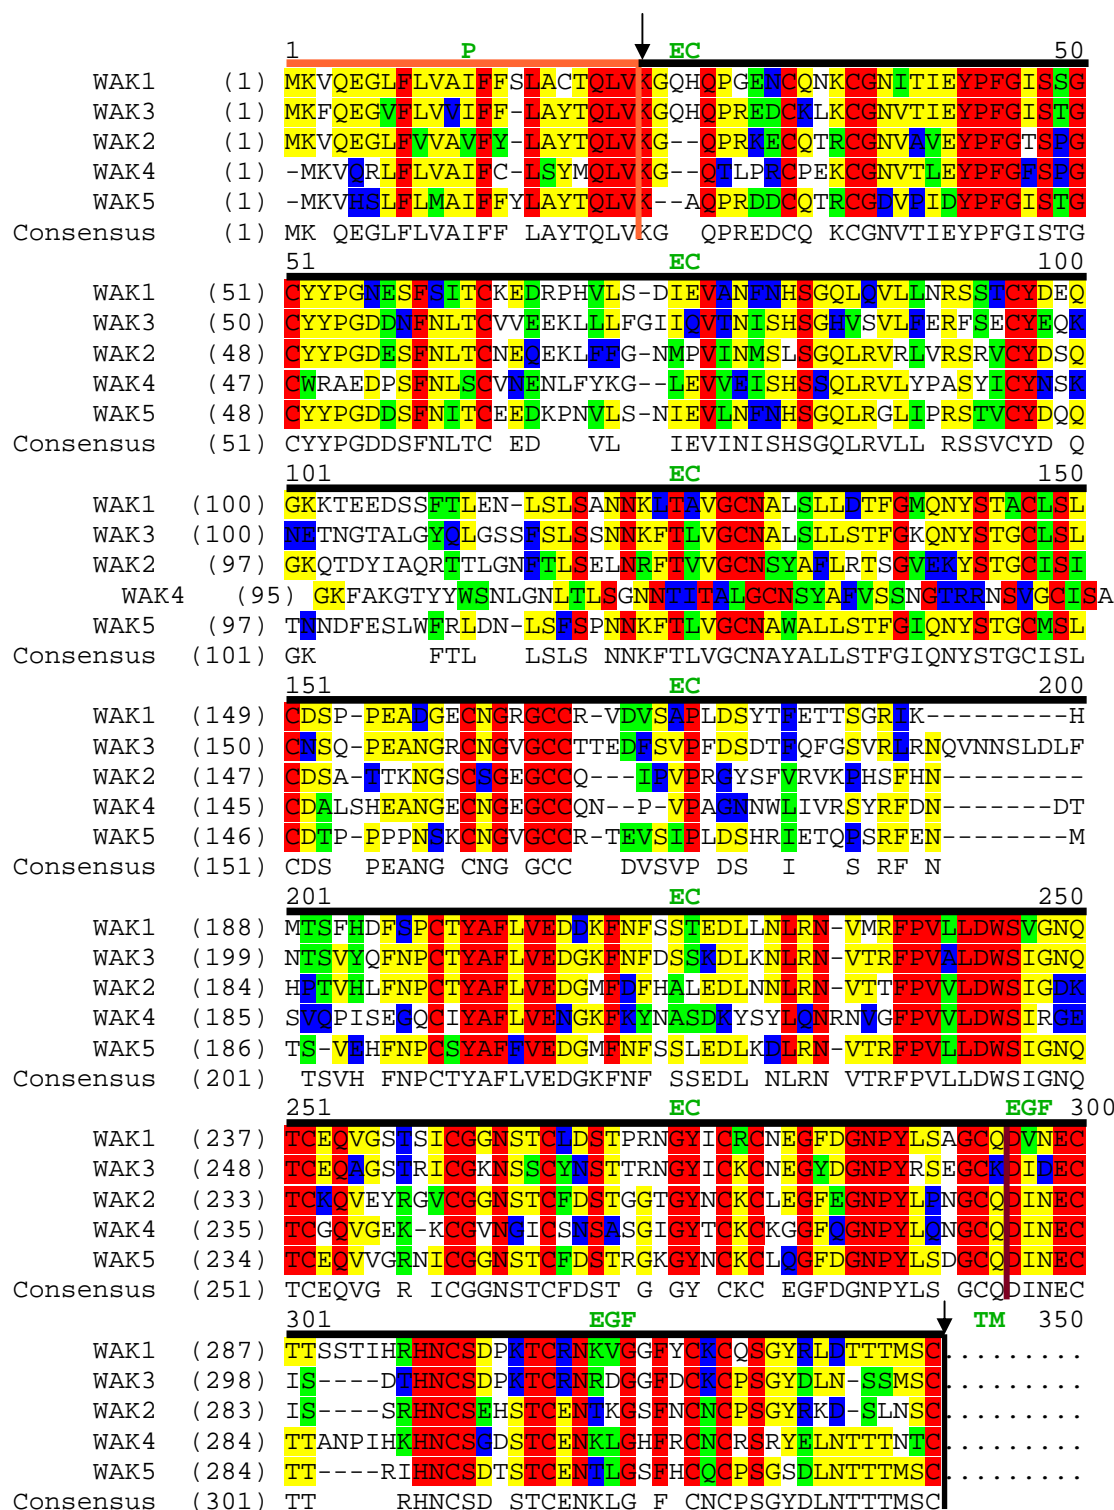 P EC
1 50
WAK1 (1) MKVQEGLFLVAIFFSLACTQLVKGQHQPGENCQNKCGNITIEYPFGISSG
WAK3 (1) MKFQEGVFLVVIFF-LAYTQLVKGQHQPREDCKLKCGNVTIEYPFGISTG
WAK2 (1) MKVQEGLFVVAVFY-LAYTQLVKG--QPRKECQTRCGNVAVEYPFGTSPG
WAK4 (1) -MKVQRLFLVAIFC-LSYMQLVKG--QTLPRCPEKCGNVTLEYPFGFSPG
WAK5 (1) -MKVHSLFLMAIFFYLAYTQLVK--AQPRDDCQTRCGDVPIDYPFGISTG
Consensus (1) MK QEGLFLVAIFF LAYTQLVKG QPREDCQ KCGNVTIEYPFGISTG
51 EC 100
WAK1 (51) CYYPGNESFSITCKEDRPHVLS-DIEVANFNHSGQLQVLLNRSSTCYDEQ
WAK3 (50) CYYPGDDNFNLTCVVEEKLLLFGIIQVTNISHSGHVSVLFERFSECYEQK
WAK2 (48) CYYPGDESFNLTCNEQEKLFFG-NMPVINMSLSGQLRVRLVRSRVCYDSQ
WAK4 (47) CWRAEDPSFNLSCVNENLFYKG--LEVVEISHSSQLRVLYPASYICYNSK
WAK5 (48) CYYPGDDSFNITCEEDKPNVLS-NIEVLNFNHSGQLRGLIPRSTVCYDQQ
Consensus (51) CYYPGDDSFNLTC ED VL IEVINISHSGQLRVLL RSSVCYD Q
101 EC 150
WAK1 (100) GKKTEEDSSFTLEN-LSLSANNKLTAVGCNALSLLDTFGMQNYSTACLSL
WAK3 (100) NETNGTALGYQLGSSFSLSSNNKFTLVGCNALSLLSTFGKQNYSTGCLSL
WAK2 (97) GKQTDYIAQRTTLGNFTLSELNRFTVVGCNSYAFLRTSGVEKYSTGCISI
WAK4 (95) GKFAKGTYYWSNLGNLTLSGNNTITALGCNSYAFVSSNGTRRNSVGCISA
WAK5 (97) TNNDFESLWFRLDN-LSFSPNNKFTLVGCNAWALLSTFGIQNYSTGCMSL
Consensus (101) GK FTL LSLS NNKFTLVGCNAYALLSTFGIQNYSTGCISL
151 EC 200
WAK1 (149) CDSP-PEADGECNGRGCCR-VDVSAPLDSYTFETTSGRIK---------H
WAK3 (150) CNSQ-PEANGRCNGVGCCTTEDFSVPFDSDTFQFGSVRLRNQVNNSLDLF
WAK2 (147) CDSA-TTKNGSCSGEGCCQ---IPVPRGYSFVRVKPHSFHN---------
WAK4 (145) CDALSHEANGECNGEGCCQN--P-VPAGNNWLIVRSYRFDN-------DT
WAK5 (146) CDTP-PPPNSKCNGVGCCR-TEVSIPLDSHRIETQPSRFEN--------M
Consensus (151) CDS PEANG CNG GCC DVSVP DS I S RF N
201 EC 250
WAK1 (188) MTSFHDFSPCTYAFLVEDDKFNFSSTEDLLNLRN-VMRFPVLLDWSVGNQ
WAK3 (199) NTSVYQFNPCTYAFLVEDGKFNFDSSKDLKNLRN-VTRFPVALDWSIGNQ
WAK2 (184) HPTVHLFNPCTYAFLVEDGMFDFHALEDLNNLRN-VTTFPVVLDWSIGDK
WAK4 (185) SVQPISEGQCIYAFLVENGKFKYNASDKYSYLQNRNVGFPVVLDWSIRGE
WAK5 (186) TS-VEHFNPCSYAFFVEDGMFNFSSLEDLKDLRN-VTRFPVLLDWSIGNQ
Consensus (201) TSVH FNPCTYAFLVEDGKFNF SSEDL NLRN VTRFPVLLDWSIGNQ
251 EC EGF 300
WAK1 (237) TCEQVGSTSICGGNSTCLDSTPRNGYICRCNEGFDGNPYLSAGCQDVNEC
WAK3 (248) TCEQAGSTRICGKNSSCYNSTTRNGYICKCNEGYDGNPYRSEGCKDIDEC
WAK2 (233) TCKQVEYRGVCGGNSTCFDSTGGTGYNCKCLEGFEGNPYLPNGCQDINEC
WAK4 (235) TCGQVGEK-KCGVNGICSNSASGIGYTCKCKGGFQGNPYLQNGCQDINEC
WAK5 (234) TCEQVVGRNICGGNSTCFDSTRGKGYNCKCLQGFDGNPYLSDGCQDINEC
Consensus (251) TCEQVG R ICGGNSTCFDST G GY CKC EGFDGNPYLS GCQDINEC
301 EGF TM 350
WAK1 (287) TTSSTIHRHNCSDPKTCRNKVGGFYCKCQSGYRLDTTTMSC.........
WAK3 (298) IS----DTHNCSDPKTCRNRDGGFDCKCPSGYDLN-SSMSC.........
WAK2 (283) IS----SRHNCSEHSTCENTKGSFNCNCPSGYRKD-SLNSC.........
WAK4 (284) TTANPIHKHNCSGDSTCENKLGHFRCNCRSRYELNTTTNTC.........
WAK5 (284) TT----RIHNCSDTSTCENTLGSFHCQCPSGSDLNTTTMSC.........
Consensus (301) TT RHNCSD STCENKLG F CNCPSGYDLNTTTMSC